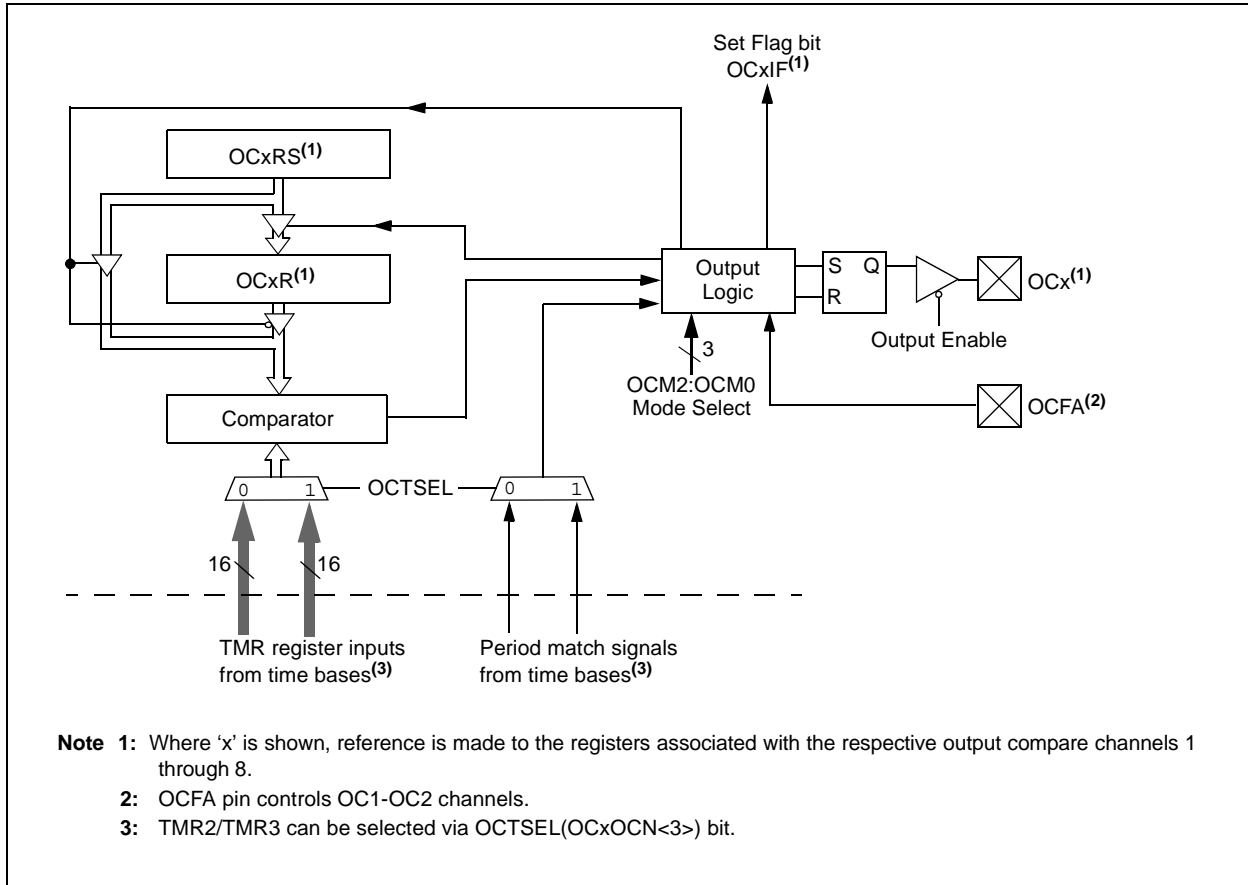 Set Flag bit
OCxIF(1)
OCxRS(1)
OCxR(1)
Output
Logic
S Q
R
OCx(1)
Output Enable
3
OCM2:OCM0
Mode Select
OCFA(2)
Comparator
0 1
OCTSEL
0 1
16
16
TMR register inputs
from time bases(3)
Period match signals
from time bases(3)
Note 1: Where ‘x’ is shown, reference is made to the registers associated with the respective output compare channels 1
through 8.
2: OCFA pin controls OC1-OC2 channels.
3: TMR2/TMR3 can be selected via OCTSEL(OCxOCN<3>) bit.